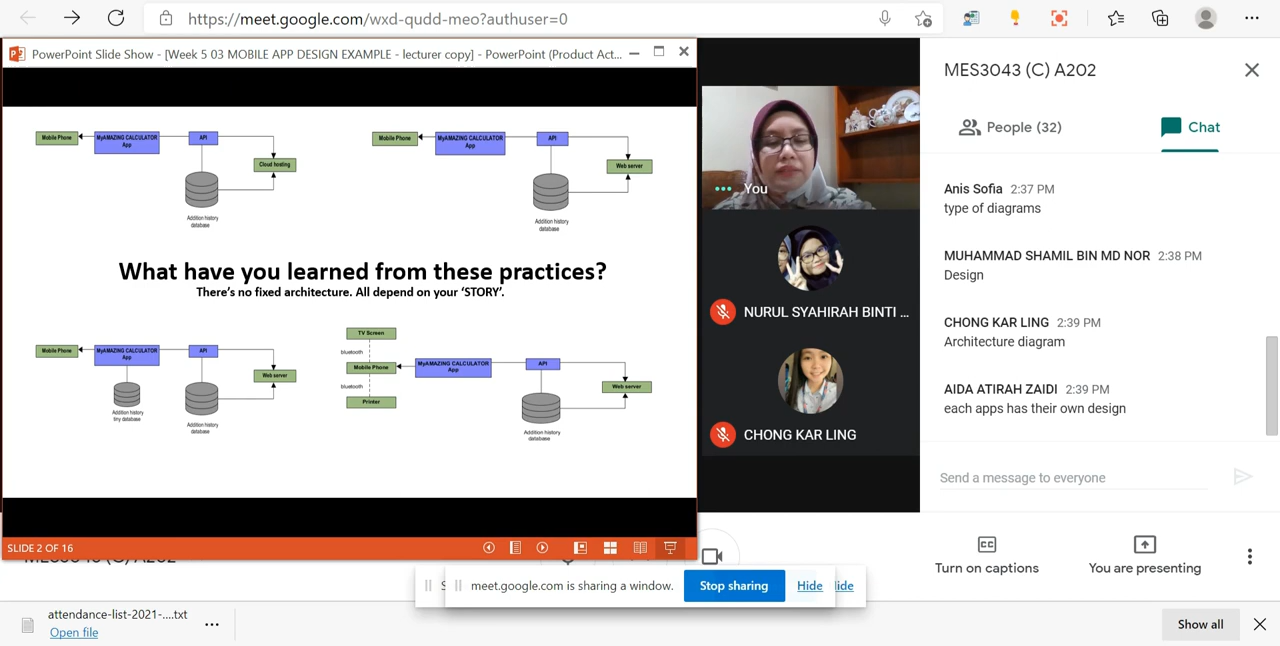 https://meet.google.com/wxd-qudd-meo?authuser=0
PowerPoint Slide Show - [Week 5 03 MOBILE APP DESIGN EXAMPLE - lecturer copy] - PowerPoint (Product Act...
Mobile Phone
MyAMAZING CALCULATOR
App
API
Cloud hosting
Addition history
database
Mobile Phone
MyAMAZING CALCULATOR
App
API
Web server
Addition history
database
What have you learned from these practices?
There's no fixed architecture. All depend on your 'STORY'.
Mobile Phone
MyAMAZING CALCULATOR
App
API
Web server
Addition history
tiny database
Addition history
database
TV Screen
bluetooth
Mobile Phone
MyAMAZING CALCULATOR
App
API
bluetooth
Web server
Printer
Addition history
database
SLIDE 2 OF 16
You
NURUL SYAHIRAH BINTI ...
CHONG KAR LING
MES3043 (C) A202
People (32)
Chat
Anis Sofia 2:37 PM
type of diagrams
MUHAMMAD SHAMIL BIN MD NOR 2:38 PM
Design
CHONG KAR LING 2:39 PM
Architecture diagram
AIDA ATIRAH ZAIDI 2:39 PM
each apps has their own design
Send a message to everyone
Turn on captions
You are presenting
meet.google.com is sharing a window.
Stop sharing
Hide
attendance-list-2021-....txt
Open file
Show all